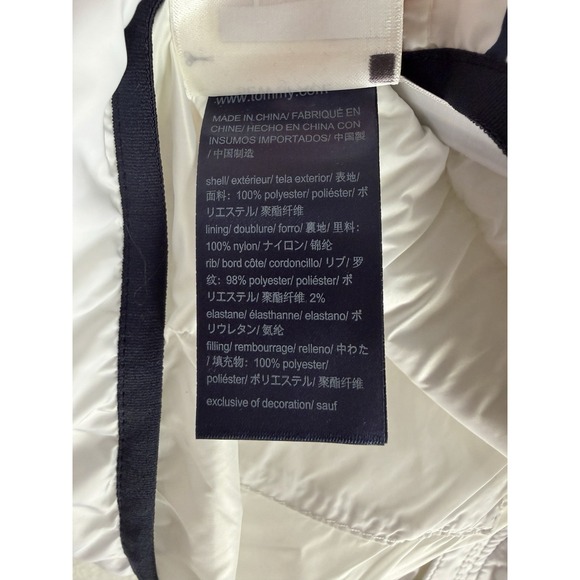 www.tommy.com
MADE IN CHINA/ FABRIQUÉ EN
CHINE/ HECHO EN CHINA CON
INSUMOS IMPORTADOS/ 中国製
/ 中国制造
shell/ extérieur/ tela exterior/ 表地/
面料: 100% polyester/ poliéster/ ポ
リエステル/ 聚酯纤维
lining/ doublure/ forro/ 裏地/ 里料:
100% nylon/ ナイロン/ 锦纶
rib/ bord côte/ cordoncillo/ リブ/ 罗
纹: 98% polyester/ poliéster/ ポ
リエステル/ 聚酯纤维 2%
elastane/ élasthanne/ elastano/ ポ
リウレタン/ 氨纶
filling/ rembourrage/ relleno/ 中わた
/ 填充物: 100% polyester/
poliéster/ ポリエステル/ 聚酯纤维
exclusive of decoration/ sauf